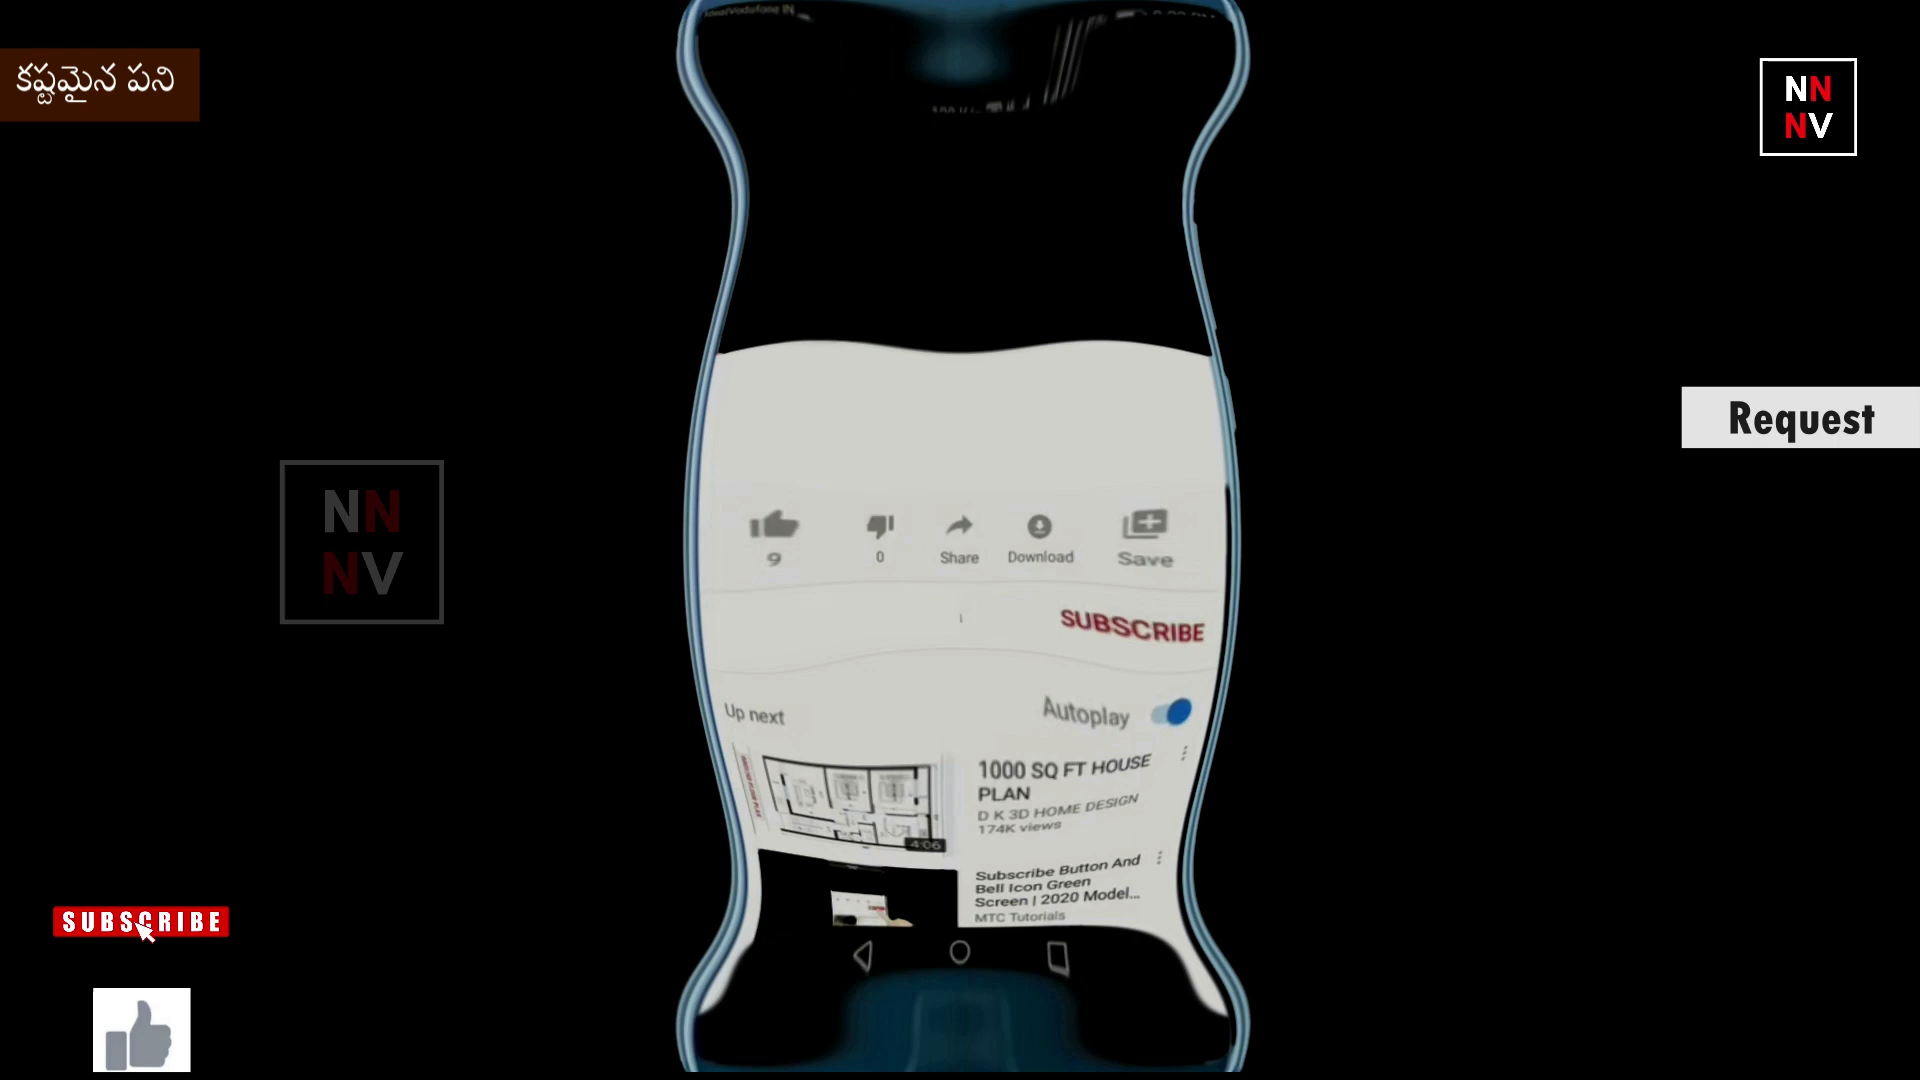 కష్టమైన పని
NN
NV
Request
NN
NV
9
0
Share
Download
Save
SUBSCRIBE
Up next
Autoplay
1000 SQ FT HOUSE
PLAN
D K 3D HOME DESIGN
174K views
4:06
Subscribe Button And
Bell Icon Green
Screen | 2020 Model...
MTC Tutorials
SUBSCRIBE